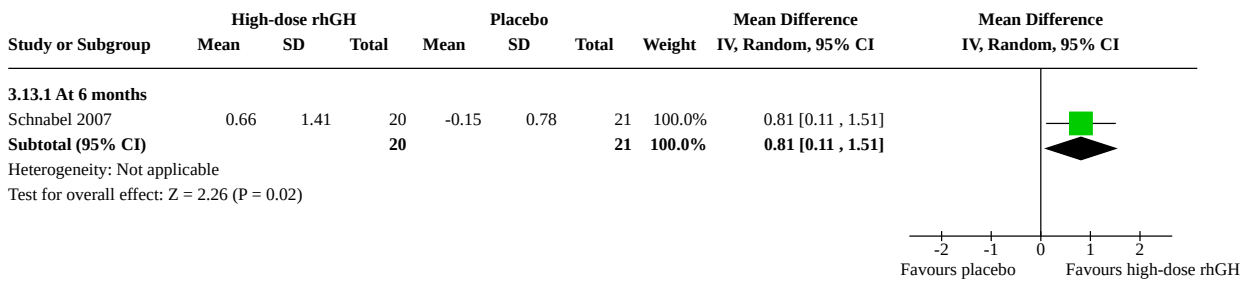 High-dose rhGH Placebo Mean Difference Mean Difference
Study or Subgroup Mean SD Total Mean SD Total Weight IV, Random, 95% CI IV, Random, 95% CI
3.13.1 At 6 months
Schnabel 2007 0.66 1.41 20 -0.15 0.78 21 100.0% 0.81 [0.11 , 1.51]
Subtotal (95% CI) 20 21 100.0% 0.81 [0.11 , 1.51]
Heterogeneity: Not applicable
Test for overall effect: Z = 2.26 (P = 0.02)
-2 -1 0 1 2
Favours placebo Favours high-dose rhGH